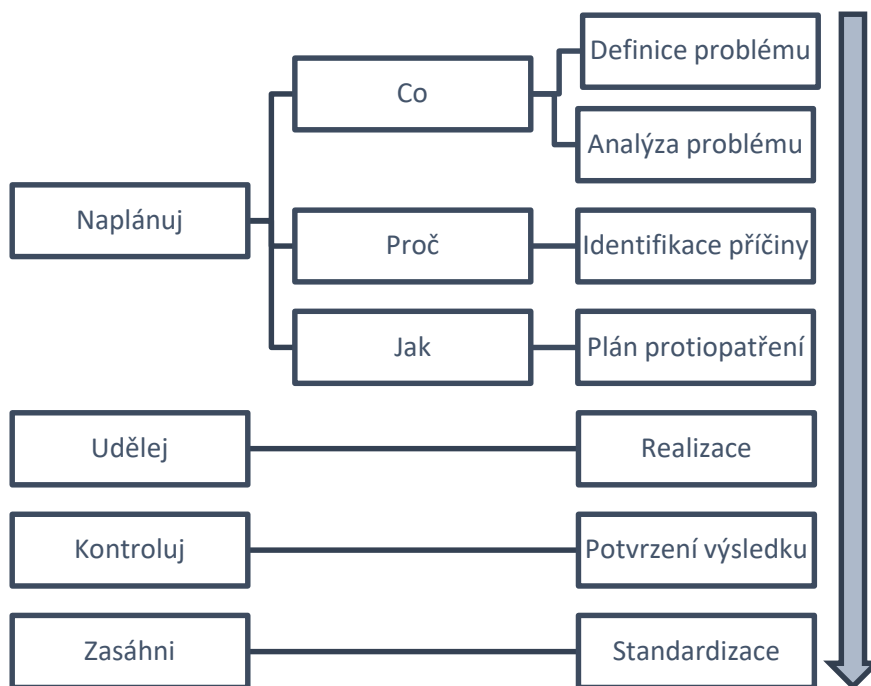 Naplánuj
Co
Definice problému
Analýza problému
Proč
Identifikace příčiny
Jak
Plán protiopatření
Udělej
Realizace
Kontroluj
Potvrzení výsledku
Zasáhni
Standardizace